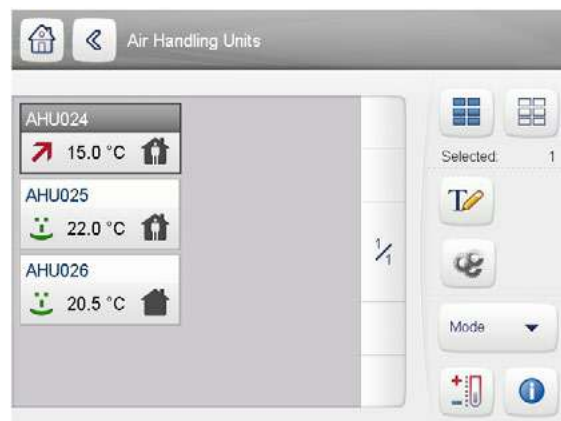 Air Handling Units
AHU024
15.0 °C
AHU025
22.0 °C
AHU026
20.5 °C
1/1
Selected: 1
T
Mode